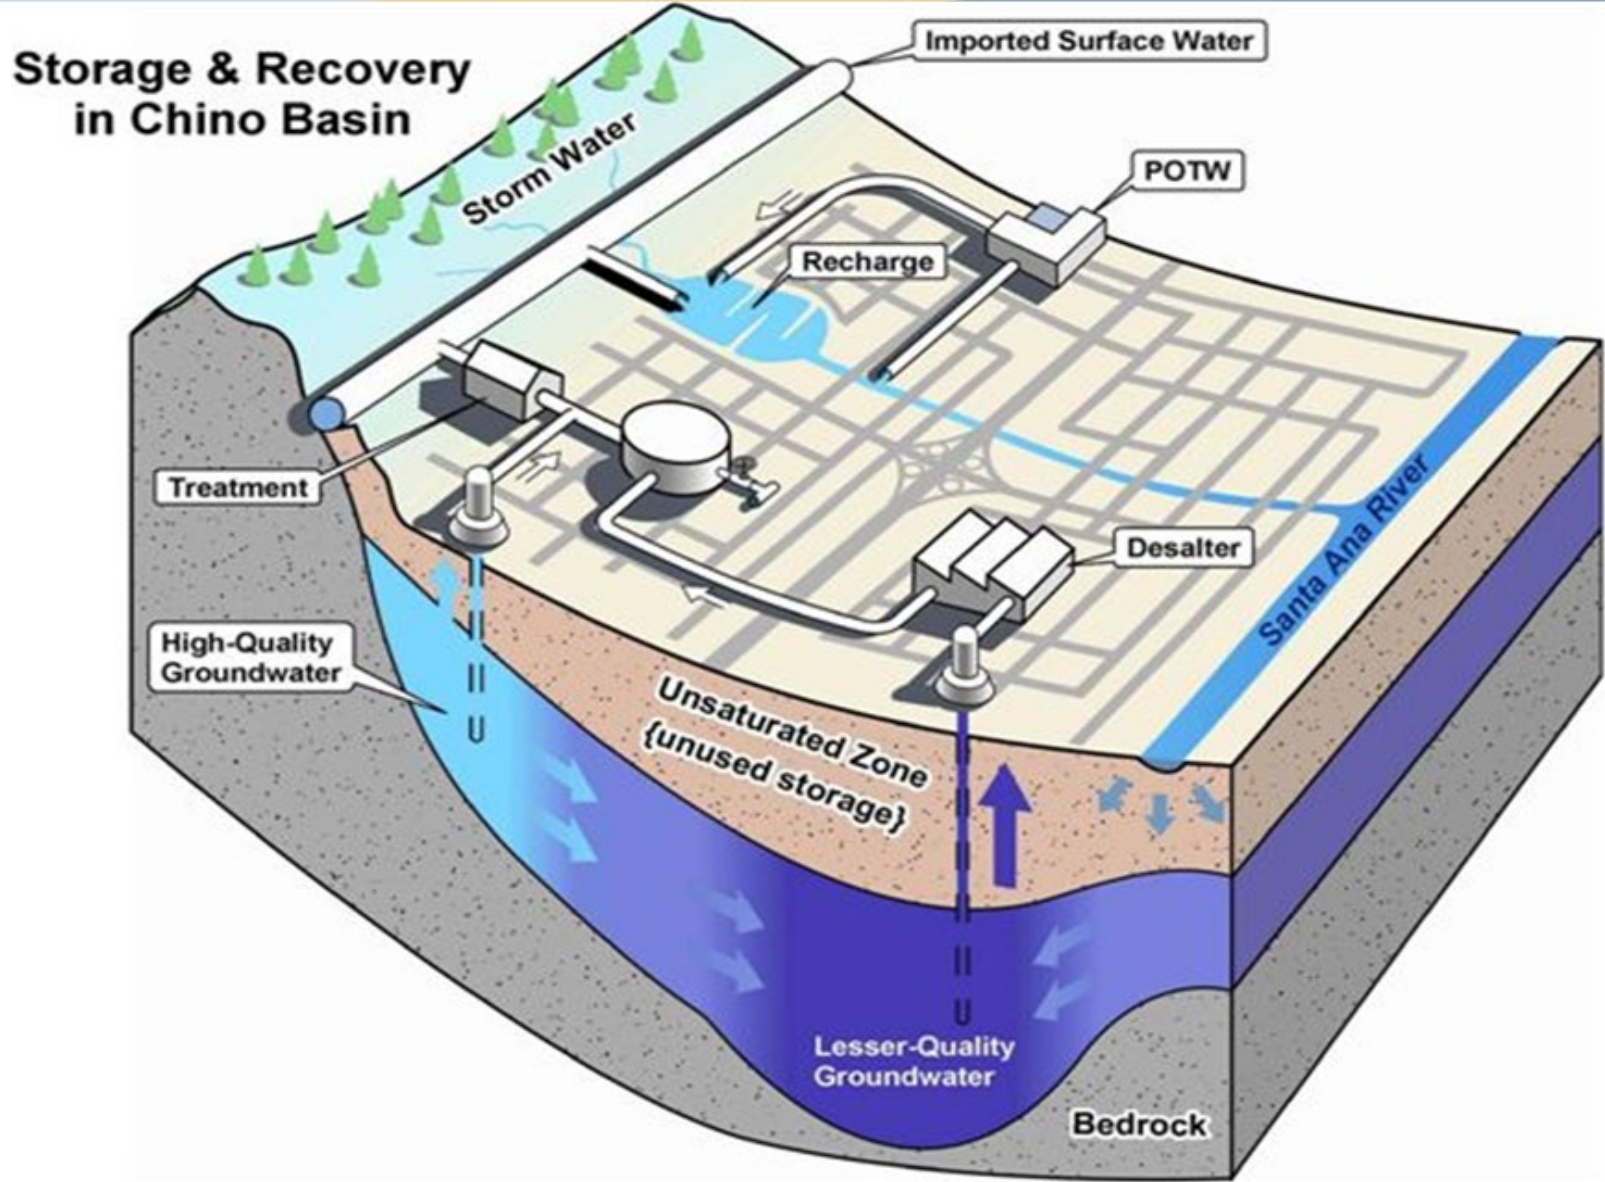 Storage & Recovery
in Chino Basin
Imported Surface Water
Storm Water
POTW
Recharge
Treatment
Desalter
Santa Ana River
High-Quality
Groundwater
Unsaturated Zone
{unused storage}
Lesser-Quality
Groundwater
Bedrock